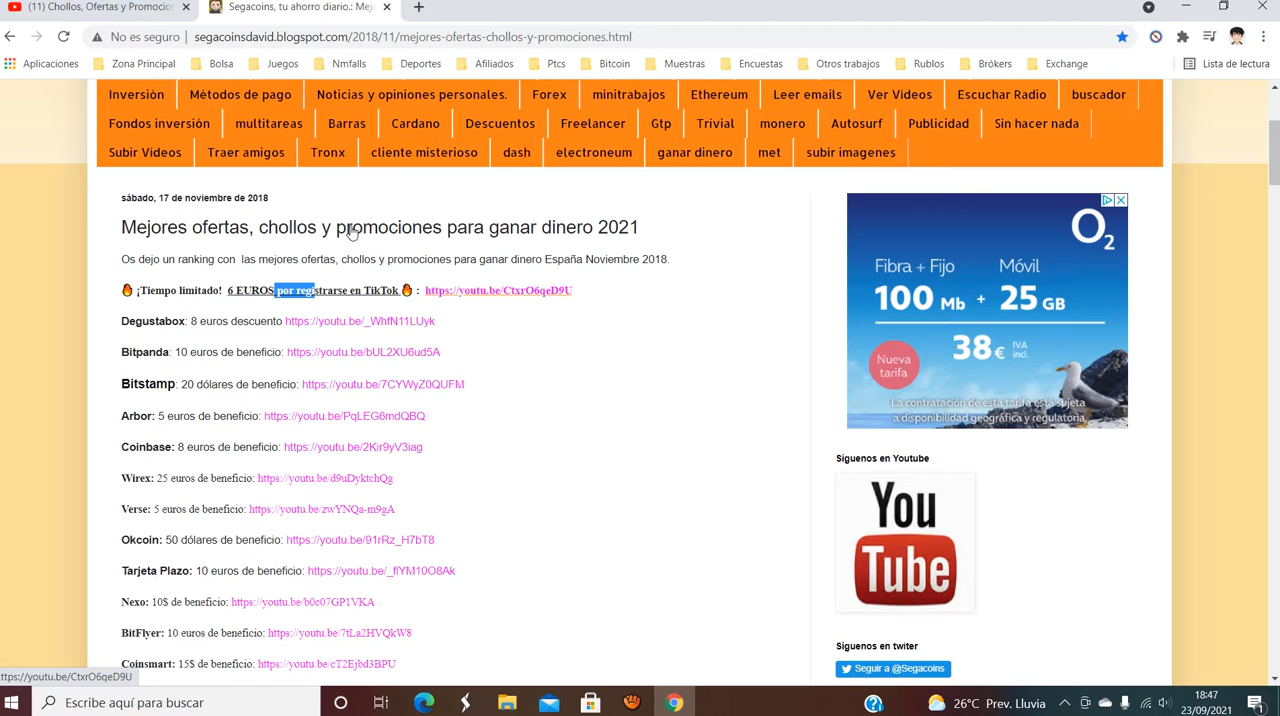 (11) Chollos, Ofertas y Promocion
Segacoins, tu ahorro diario.: Mejo
No es seguro
segacoinsdavid.blogspot.com/2018/11/mejores-ofertas-chollos-y-promociones.html
Aplicaciones
Zona Principal
Bolsa
Juegos
Nmfalls
Deportes
Afiliados
Ptcs
Bitcoin
Muestras
Encuestas
Otros trabajos
Rublos
Brókers
Exchange
Lista de lectura
Inversión
Métodos de pago
Noticias y opiniones personales.
Forex
minitrabajos
Ethereum
Leer emails
Ver Videos
Escuchar Radio
buscador
Fondos inversión
multitareas
Barras
Cardano
Descuentos
Freelancer
Gtp
Trivial
monero
Autosurf
Publicidad
Sin hacer nada
Subir Videos
Traer amigos
Tronx
cliente misterioso
dash
electroneum
ganar dinero
met
subir imagenes
sábado, 17 de noviembre de 2018
Mejores ofertas, chollos y promociones para ganar dinero 2021
Os dejo un ranking con las mejores ofertas, chollos y promociones para ganar dinero España Noviembre 2018.
¡Tiempo limitado! 6 EUROS por registrarse en TikTok : https://youtu.be/CtxrO6qeD9U
Degustabox: 8 euros descuento https://youtu.be/_WhfN11LUyk
Bitpanda: 10 euros de beneficio: https://youtu.be/bUL2XU6ud5A
Bitstamp: 20 dólares de beneficio: https://youtu.be/7CYWyZ0QUFM
Arbor: 5 euros de beneficio: https://youtu.be/PqLEG6mdQBQ
Coinbase: 8 euros de beneficio: https://youtu.be/2Kir9yV3iag
Wirex: 25 euros de beneficio: https://youtu.be/d9uDyktchQg
Verse: 5 euros de beneficio: https://youtu.be/zwYNQa-m9gA
Okcoin: 50 dólares de beneficio: https://youtu.be/91rRz_H7bT8
Tarjeta Plazo: 10 euros de beneficio: https://youtu.be/_flYM10O8Ak
Nexo: 10$ de beneficio: https://youtu.be/b0c07GP1VKA
BitFlyer: 10 euros de beneficio: https://youtu.be/7tLa2HVQkW8
Coinsmart: 15$ de beneficio: https://youtu.be/cT2Ejbd3BPU
O2
Fibra + Fijo
Móvil
100 Mb + 25 GB
38€ IVA incl.
Nueva tarifa
La contratación de esta tarifa esta sujeta
a disponibilidad geográfica y regulatoria.
Síguenos en Youtube
You
Tube
Síguenos en twiter
Seguir a @Segacoins
ttps://youtu.be/CtxrO6qeD9U
Escribe aquí para buscar
26°C Prev. Lluvia
18:47
23/09/2021
1